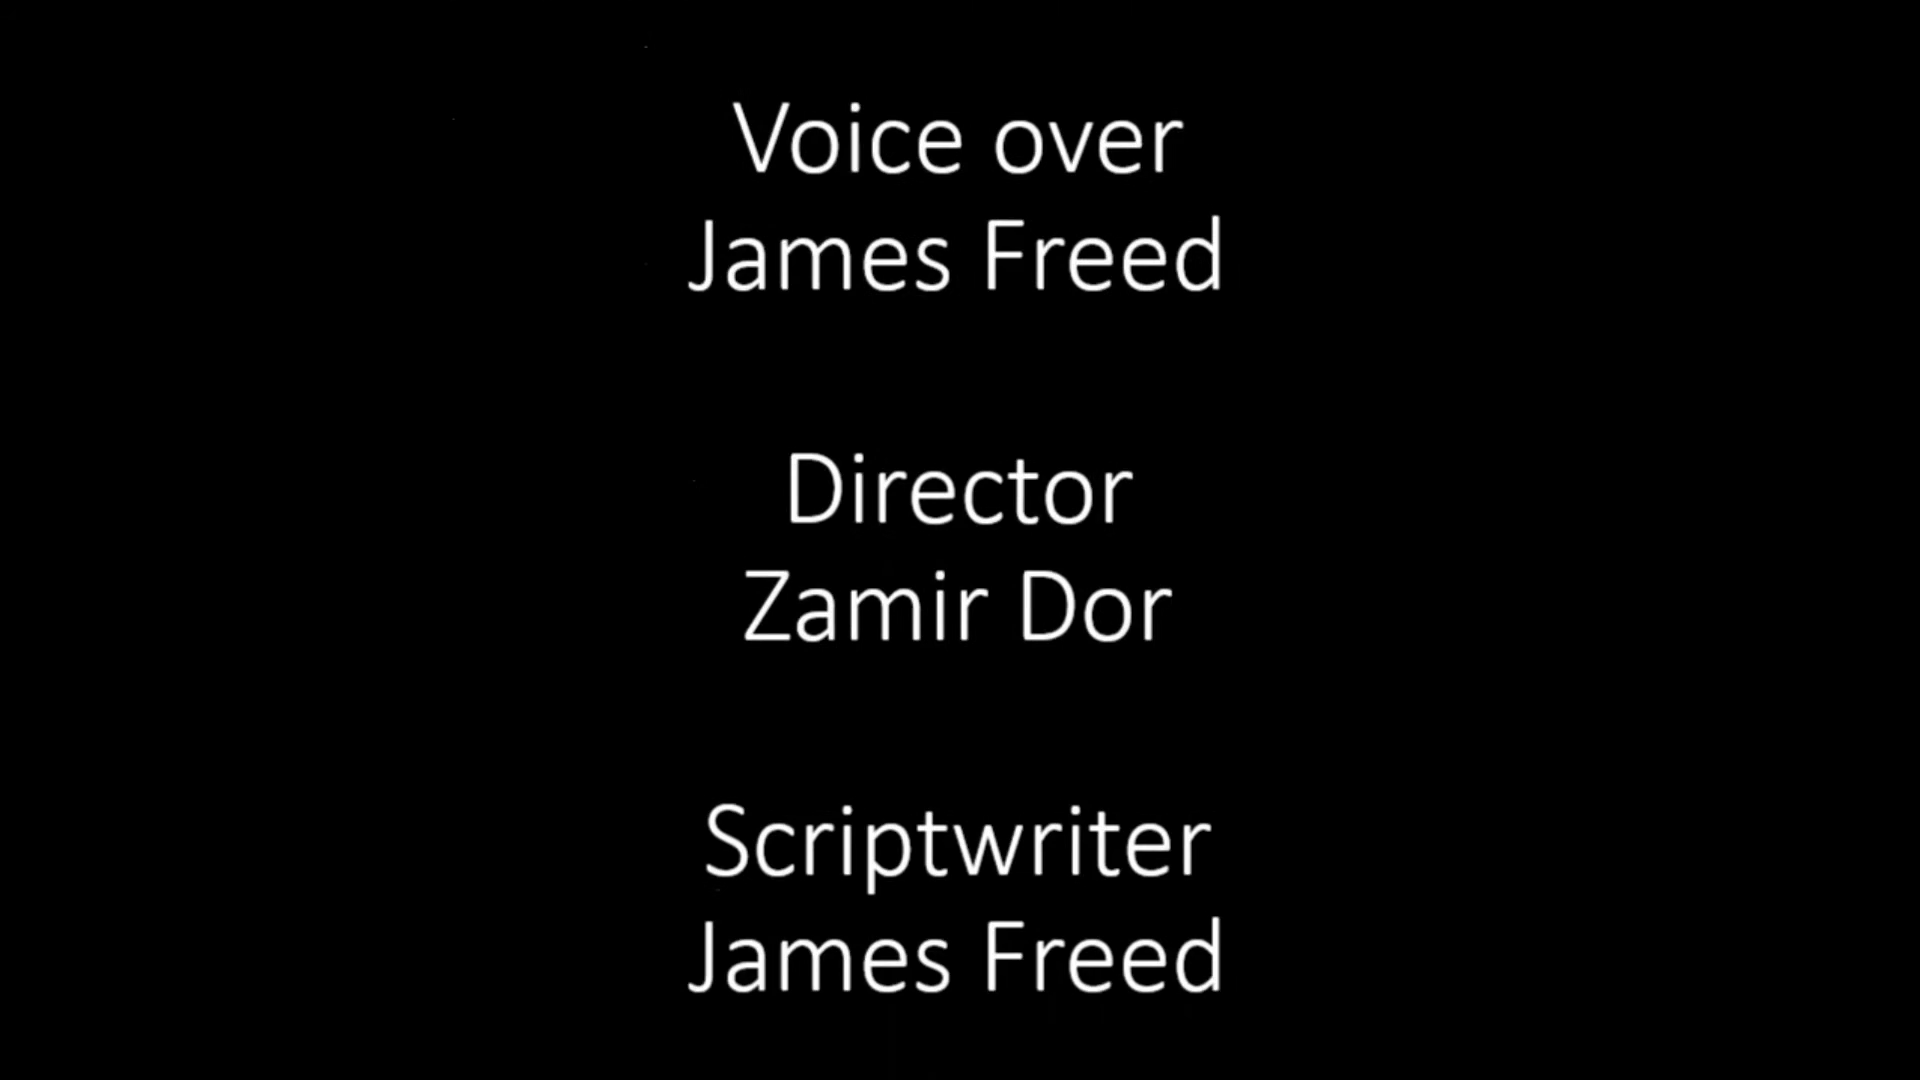 Voice over
James Freed
Director
Zamir Dor
Scriptwriter
James Freed